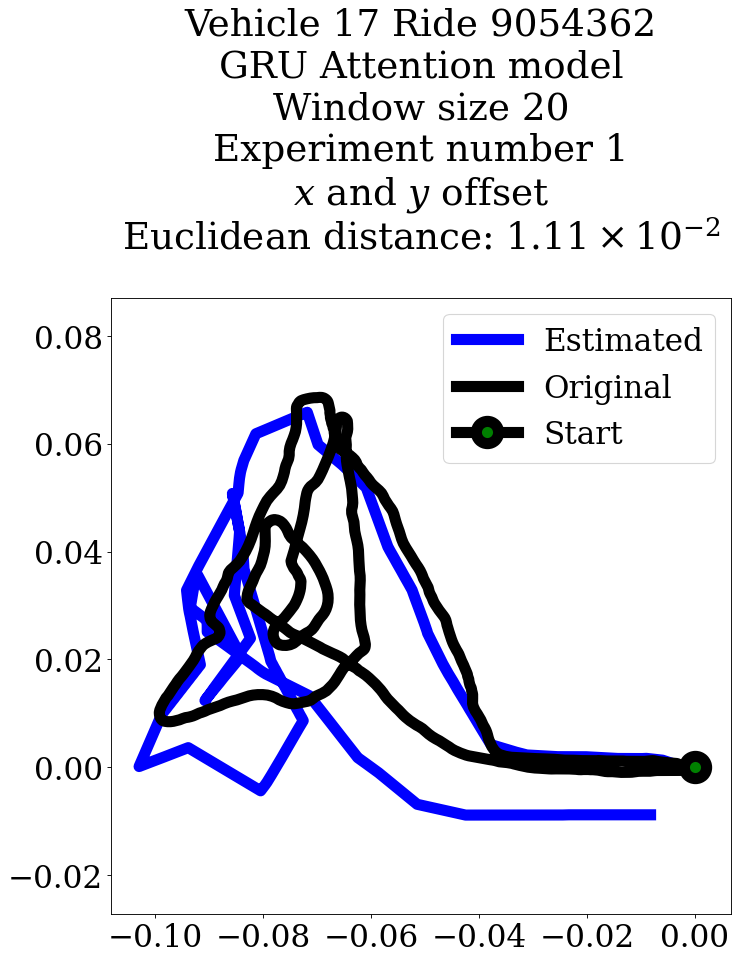 Vehicle 17 Ride 9054362
GRU Attention model
Window size 20
Experiment number 1
x and y offset
Euclidean distance: 1.11 × 10⁻²
Estimated
Original
Start
0.08
0.06
0.04
0.02
0.00
−0.02
−0.10 −0.08 −0.06 −0.04 −0.02 0.00